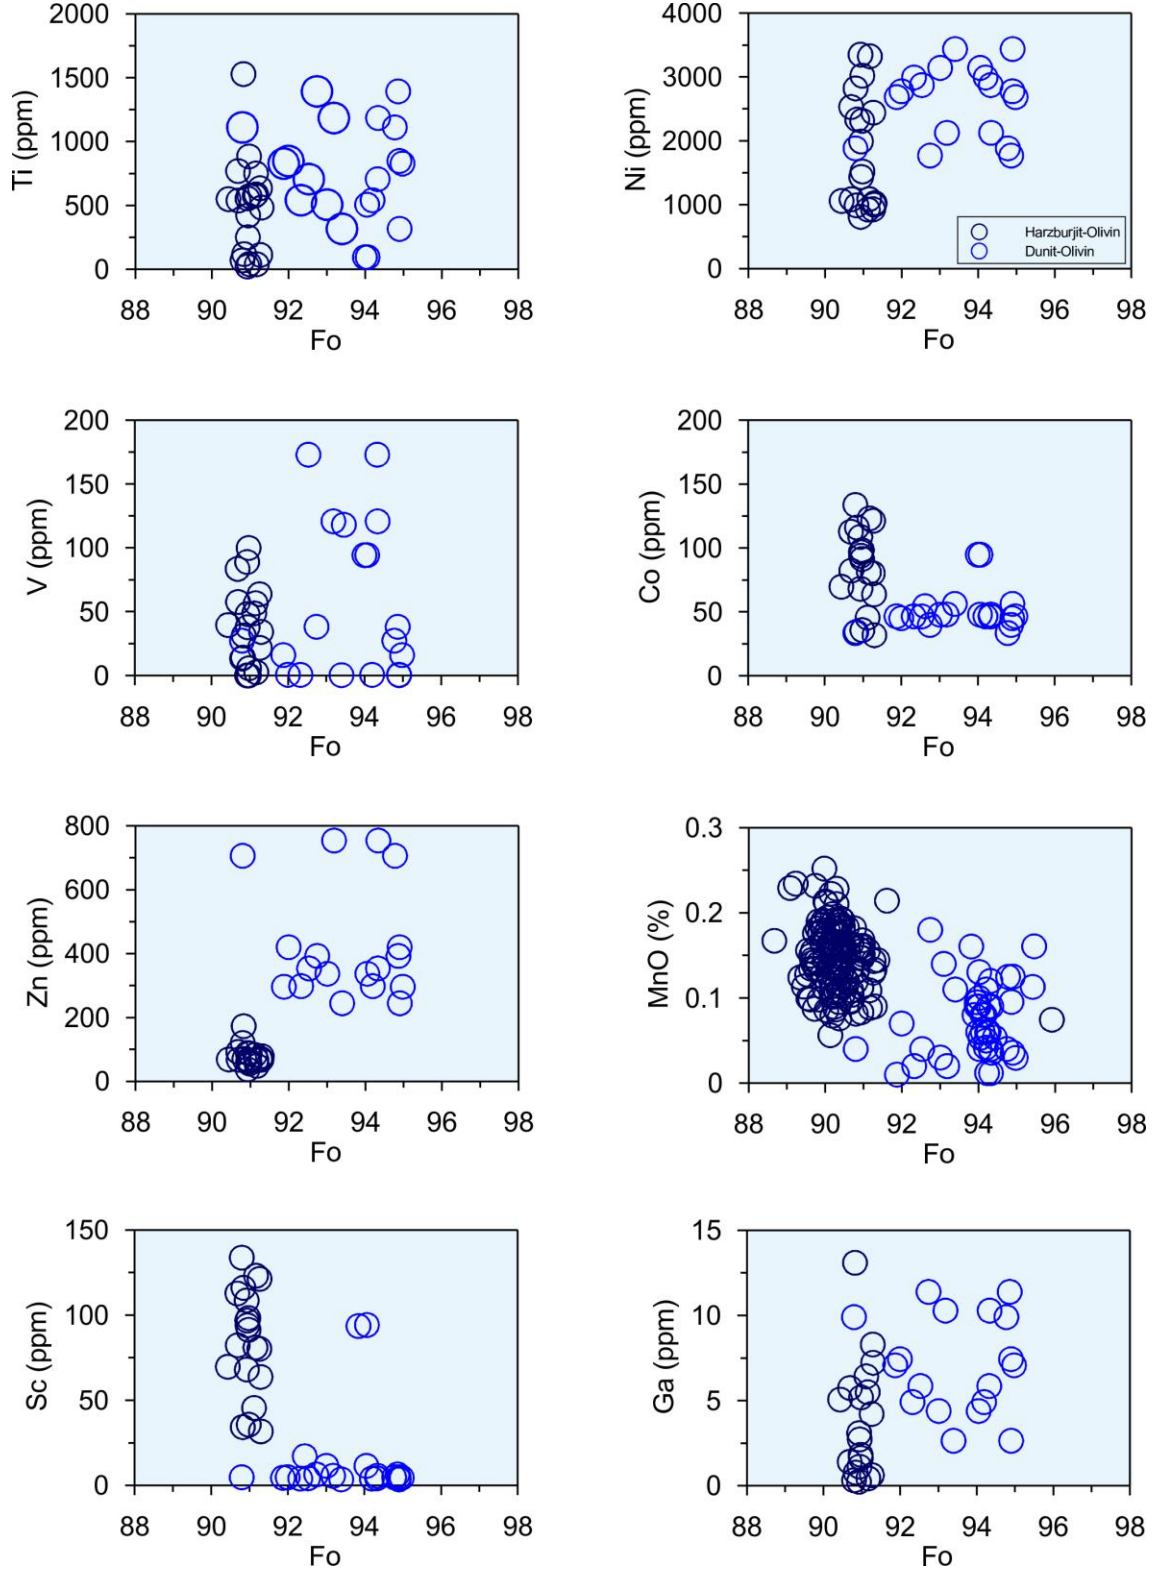 2000
1500
1000
500
0
Ti (ppm)
88 90 92 94 96 98
Fo
4000
3000
2000
1000
0
Ni (ppm)
Harzburjit-Olivin
Dunit-Olivin
88 90 92 94 96 98
Fo
200
150
100
50
0
V (ppm)
88 90 92 94 96 98
Fo
200
150
100
50
0
Co (ppm)
88 90 92 94 96 98
Fo
800
600
400
200
0
Zn (ppm)
88 90 92 94 96 98
Fo
0.3
0.2
0.1
0
MnO (%)
88 90 92 94 96 98
Fo
150
100
50
0
Sc (ppm)
88 90 92 94 96 98
Fo
15
10
5
0
Ga (ppm)
88 90 92 94 96 98
Fo